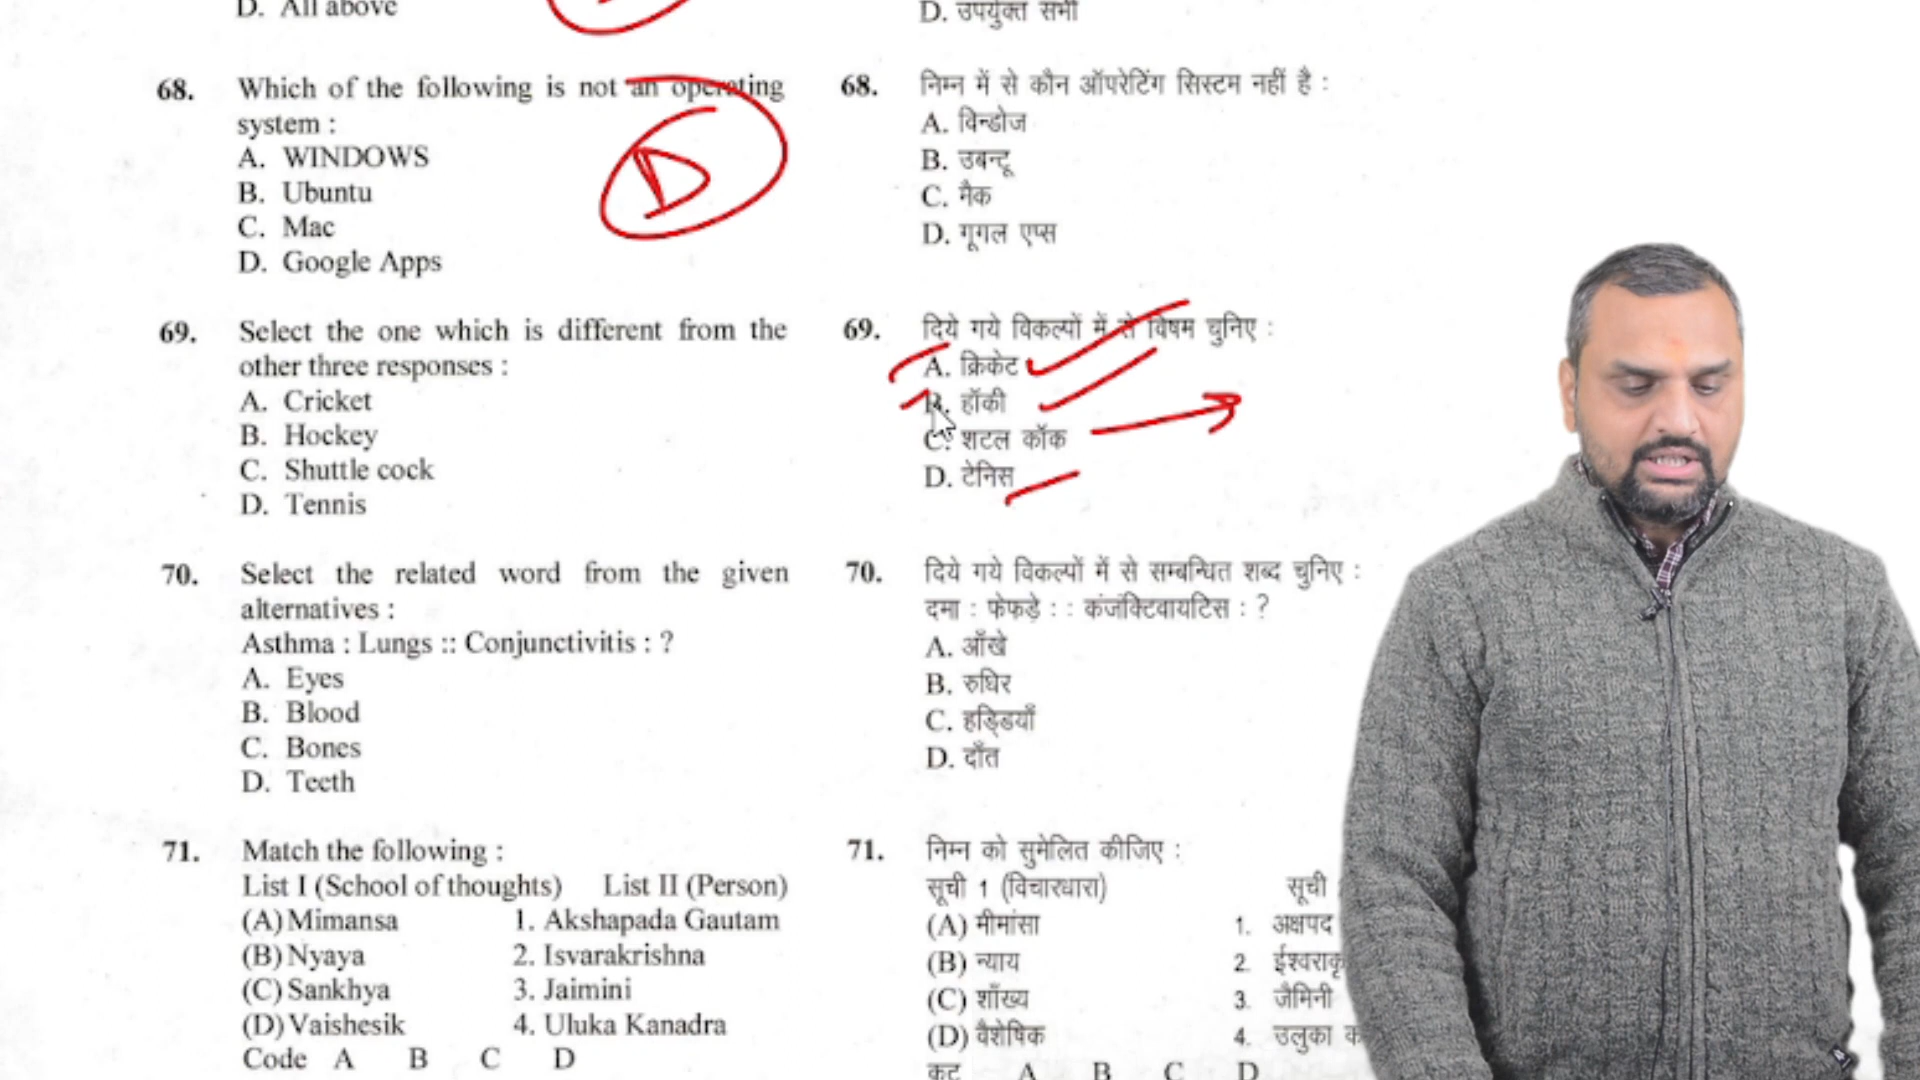 D. All above
68. Which of the following is not an operating
system :
A. WINDOWS
B. Ubuntu
C. Mac
D. Google Apps
D
69. Select the one which is different from the
other three responses :
A. Cricket
B. Hockey
C. Shuttle cock
D. Tennis
70. Select the related word from the given
alternatives :
Asthma : Lungs :: Conjunctivitis : ?
A. Eyes
B. Blood
C. Bones
D. Teeth
71. Match the following :
List I (School of thoughts) List II (Person)
(A) Mimansa 1. Akshapada Gautam
(B) Nyaya 2. Isvarakrishna
(C) Sankhya 3. Jaimini
(D) Vaishesik 4. Uluka Kanadra
Code A B C D
D. उपर्युक्त सभी
68. निम्न में से कौन ऑपरेटिंग सिस्टम नहीं है :
A. विन्डोज
B. उबन्टू
C. मैक
D. गूगल एप्स
69. दिये गये विकल्पों में से विषम चुनिए :
A. क्रिकेट
B. हॉकी
C. शटल कॉक
D. टेनिस
70. दिये गये विकल्पों में से सम्बन्धित शब्द चुनिए :
दमा : फेफड़े : : कंजंक्टिवायटिस : ?
A. आँखे
B. रुधिर
C. हड्डियाँ
D. दाँत
71. निम्न को सुमेलित कीजिए :
सूची 1 (विचारधारा) सूची
(A) मीमांसा 1. अक्षपद
(B) न्याय 2.
(C) शाँख्य 3. जैमिनी
(D) वैशेषिक 4. उलुका
कूट A B C D